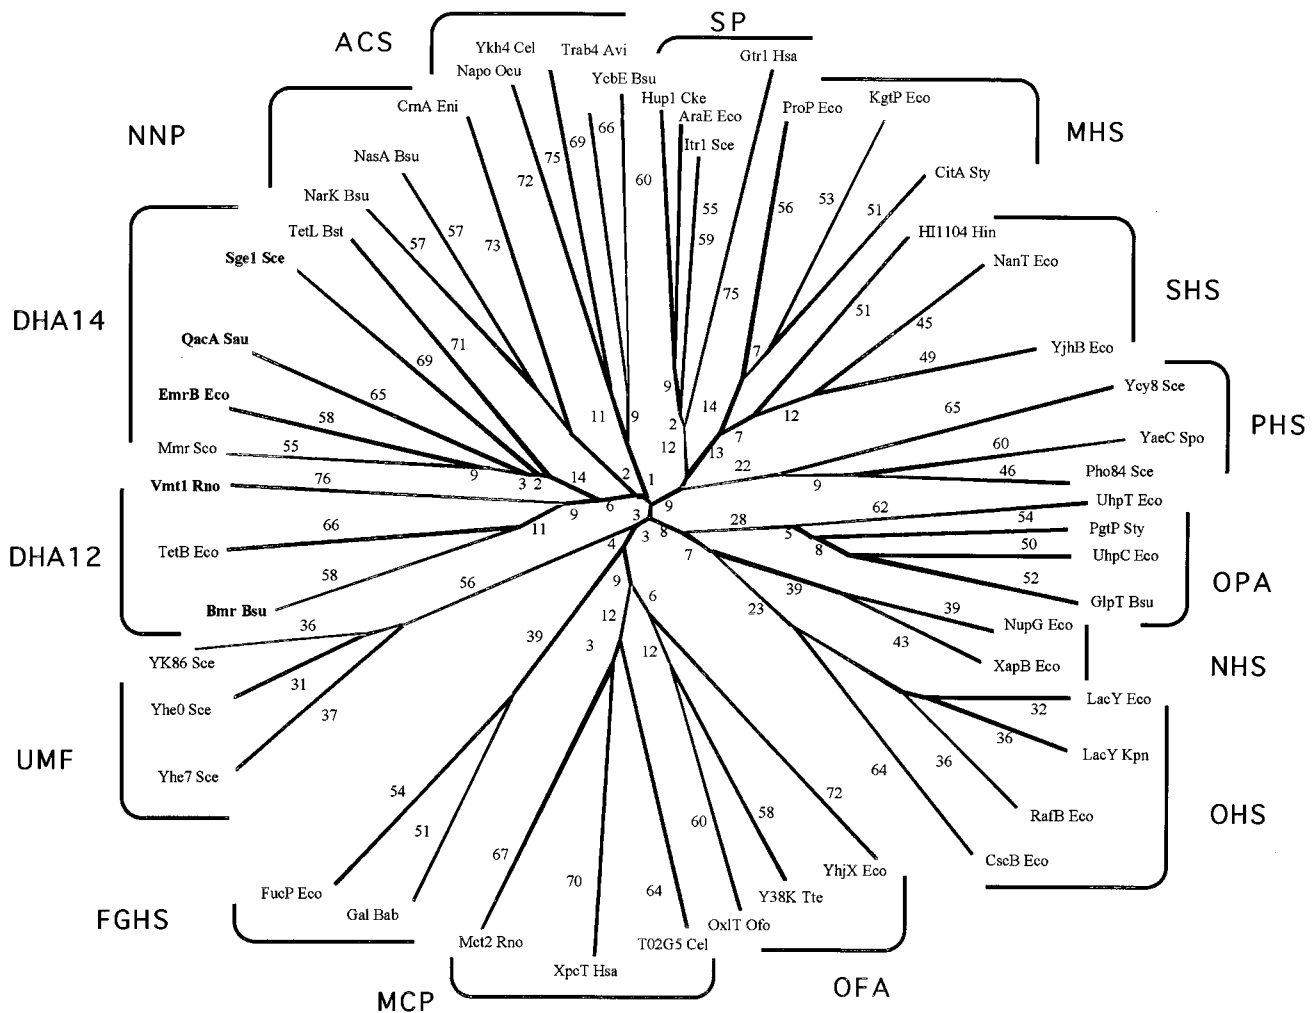 SP
ACS
Ykh4 Cel
Trab4 Avi
Gtr1 Hsa
Napo Ocu
YcbE Bsu
CrnA Eni
Hup1 Cke
AraE Eco
Itr1 Sce
ProP Eco
KgtP Eco
MHS
NNP
NasA Bsu
CitA Sty
NarK Bsu
TetL Bst
HI1104 Hin
Sge1 Sce
NanT Eco
SHS
DHA14
QacA Sau
YjhB Eco
EmrB Eco
Ycy8 Sce
PHS
Mmr Sco
YaeC Spo
Vmt1 Rno
Pho84 Sce
UhpT Eco
PgtP Sty
TetB Eco
UhpC Eco
DHA12
OPA
Bmr Bsu
GlpT Bsu
NupG Eco
YK86 Sce
XapB Eco
NHS
Yhe0 Sce
LacY Eco
UMF
LacY Kpn
Yhe7 Sce
RafB Eco
OHS
CscB Eco
YhjX Eco
FucP Eco
Y38K Tte
Gal Bab
FGHS
OxlT Ofo
Mct2 Rno
T02G5 Cel
XpcT Hsa
MCP
OFA
72
75
69
66
60
55
59
75
56
53
51
51
45
49
57
57
73
71
69
65
58
55
76
66
58
56
36
31
37
11
9
9
2
12
14
7
7
13
12
22
65
60
46
9
62
54
50
52
28
5
8
9
3
2
14
2
1
6
9
11
3
3
4
9
8
7
39
39
43
23
32
36
36
64
9
6
12
12
3
39
54
51
67
70
64
60
58
72